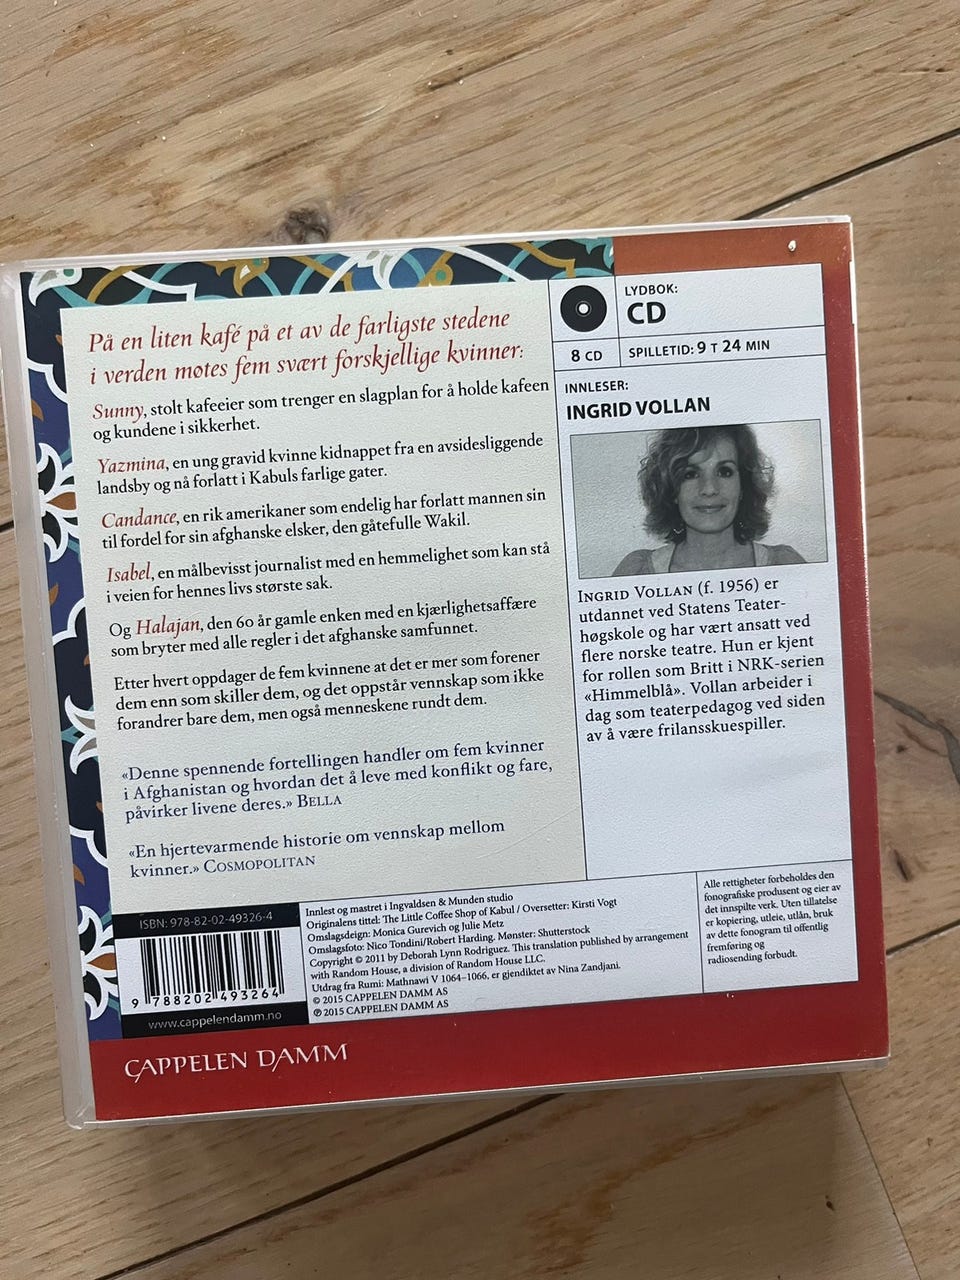 På en liten kafé på et av de farligste stedene
i verden møtes fem svært forskjellige kvinner:
Sunny, stolt kafeeier som trenger en slagplan for å holde kafeen
og kundene i sikkerhet.
Yazmina, en ung gravid kvinne kidnappet fra en avsidesliggende
landsby og nå forlatt i Kabuls farlige gater.
Candance, en rik amerikaner som endelig har forlatt mannen sin
til fordel for sin afghanske elsker, den gåtefulle Wakil.
Isabel, en målbevisst journalist med en hemmelighet som kan stå
i veien for hennes livs største sak.
Og Halajan, den 60 år gamle enken med en kjærlighetsaffære
som bryter med alle regler i det afghanske samfunnet.
Etter hvert oppdager de fem kvinnene at det er mer som forener
dem enn som skiller dem, og det oppstår vennskap som ikke
forandrer bare dem, men også menneskene rundt dem.
«Denne spennende fortellingen handler om fem kvinner
i Afghanistan og hvordan det å leve med konflikt og fare,
påvirker livene deres.» BELLA
«En hjertevarmende historie om vennskap mellom
kvinner.» COSMOPOLITAN
LYDBOK:
CD
8 CD
SPILLETID: 9 T 24 MIN
INNLESER:
INGRID VOLLAN
INGRID VOLLAN (f. 1956) er
utdannet ved Statens Teater-
høgskole og har vært ansatt ved
flere norske teatre. Hun er kjent
for rollen som Britt i NRK-serien
«Himmelblå». Vollan arbeider i
dag som teaterpedagog ved siden
av å være frilansskuespiller.
ISBN: 978-82-02-49326-4
9 788202 493264
www.cappelendamm.no
Innlest og mastret i Ingvaldsen & Munden studio
Originalens tittel: The Little Coffee Shop of Kabul / Oversetter: Kirsti Vogt
Omslagsdeign: Monica Gurevich og Julie Metz
Omslagsfoto: Nico Tondini/Robert Harding. Mønster: Shutterstock
Copyright © 2011 by Deborah Lynn Rodriguez. This translation published by arrangement
with Random House, a division of Random House LLC.
Utdrag fra Rumi: Mathnawi V 1064–1066, er gjendiktet av Nina Zandjani.
© 2015 CAPPELEN DAMM AS
℗ 2015 CAPPELEN DAMM AS
Alle rettigheter forbeholdes den
fonografiske produsent og eier av
det innspilte verk. Uten tillatelse
er kopiering, utleie, utlån, bruk
av dette fonogram til offentlig
fremføring og
radiosending forbudt.
CAPPELEN DAMM